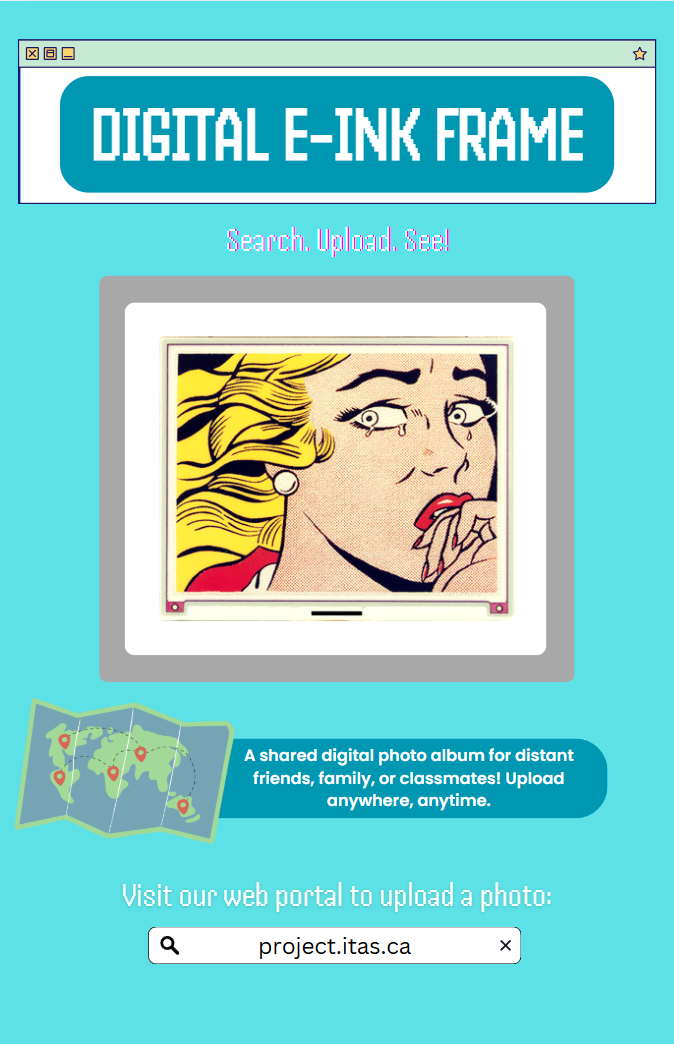 DIGITAL E-INK FRAME
Search. Upload. See!
A shared digital photo album for distant
friends, family, or classmates! Upload
anywhere, anytime.
Visit our web portal to upload a photo:
project.itas.ca